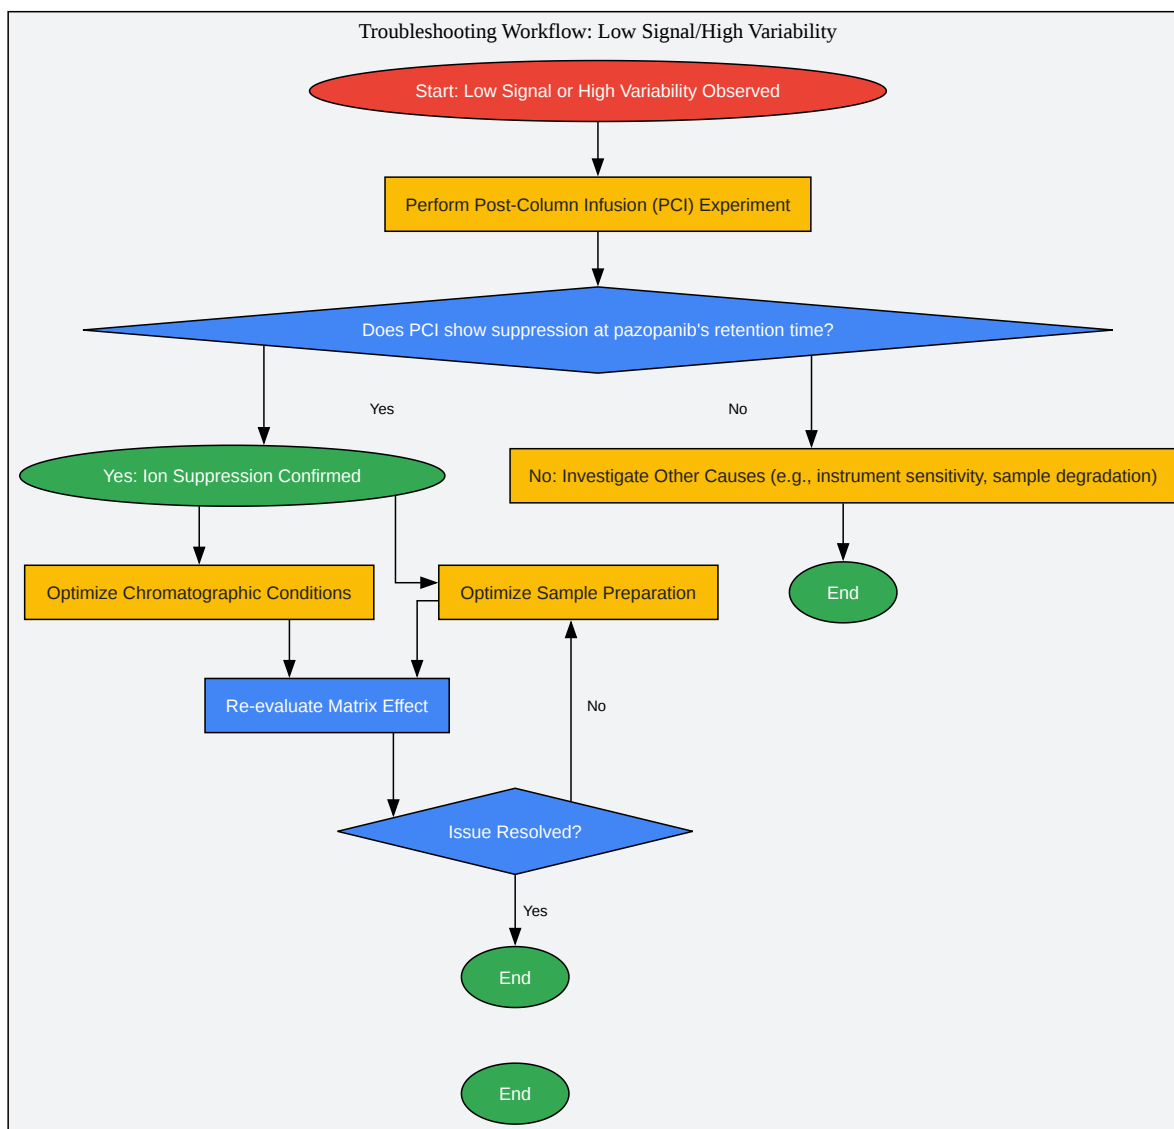 Troubleshooting Workflow: Low Signal/High Variability
Start: Low Signal or High Variability Observed
Perform Post-Column Infusion (PCI) Experiment
Does PCI show suppression at pazopanib's retention time?
Yes
No
Yes: Ion Suppression Confirmed
No: Investigate Other Causes (e.g., instrument sensitivity, sample degradation)
Optimize Chromatographic Conditions
Optimize Sample Preparation
End
Re-evaluate Matrix Effect
No
Issue Resolved?
Yes
End
End